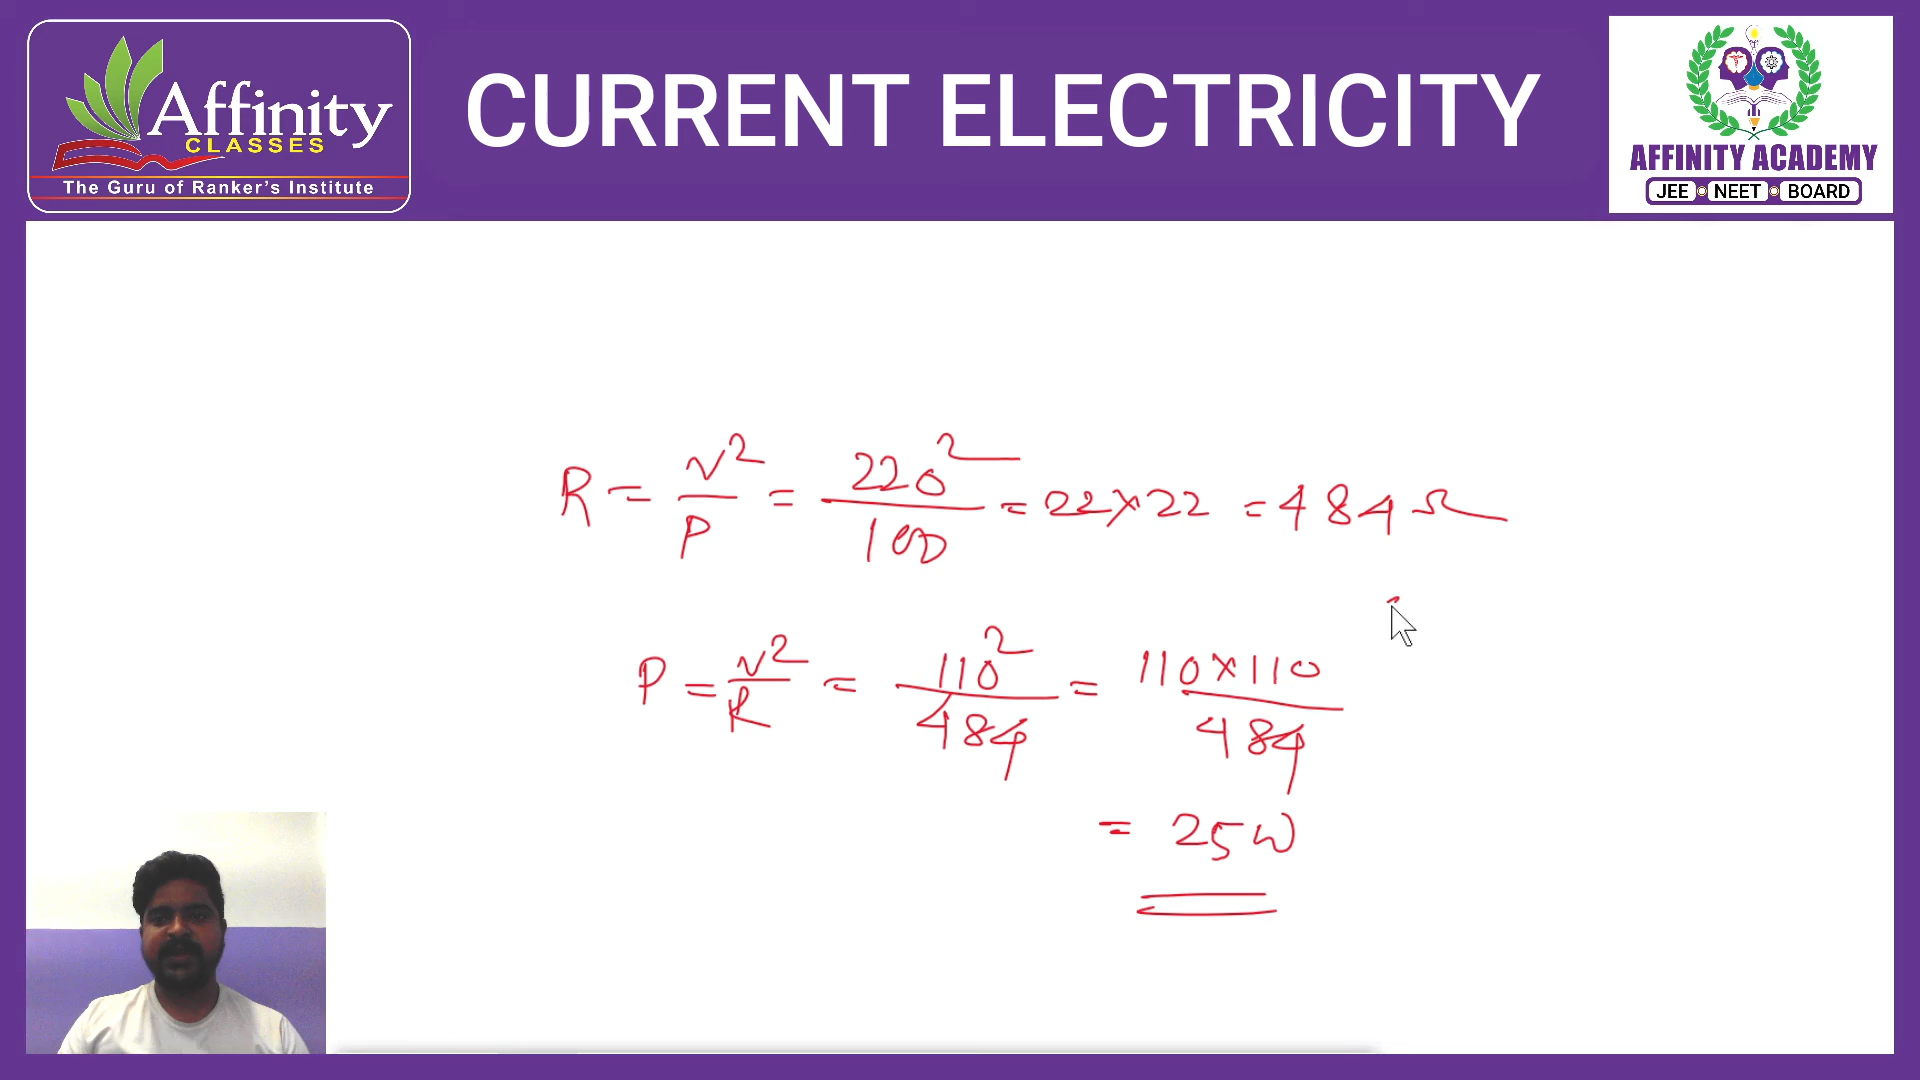 Affinity
CLASSES
The Guru of Ranker's Institute
CURRENT ELECTRICITY
AFFINITY ACADEMY
JEE NEET BOARD
R = V² / P = 220² / 100 = 22 × 22 = 484 Ω
P = V² / R = 110² / 484 = 110 × 110 / 484
= 25 W